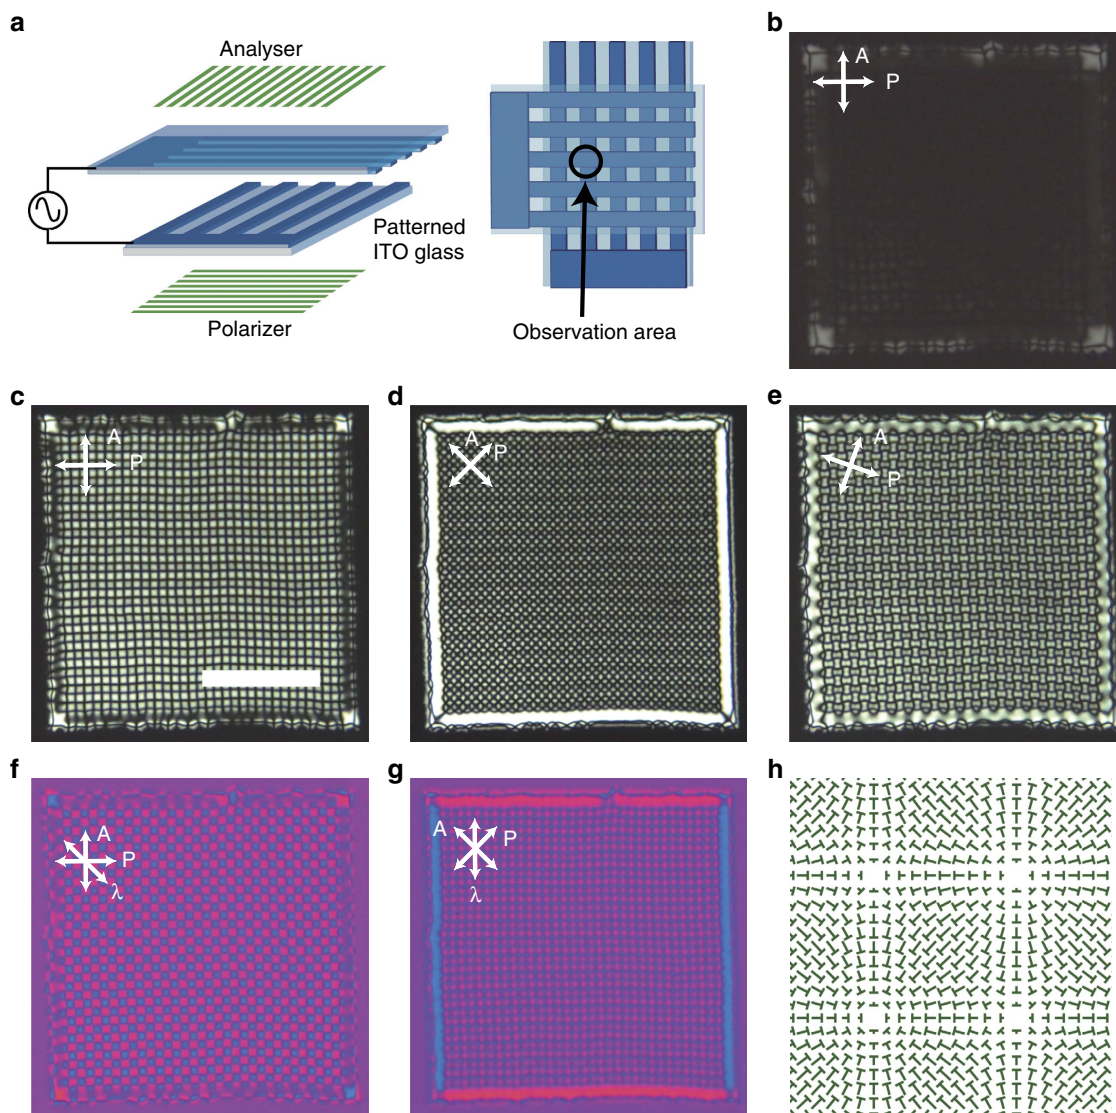 a
Analyser
Patterned
ITO glass
Polarizer
Observation area
b
A
P
c
A
P
d
A
P
e
A
P
f
A
P
λ
g
A
P
λ
h